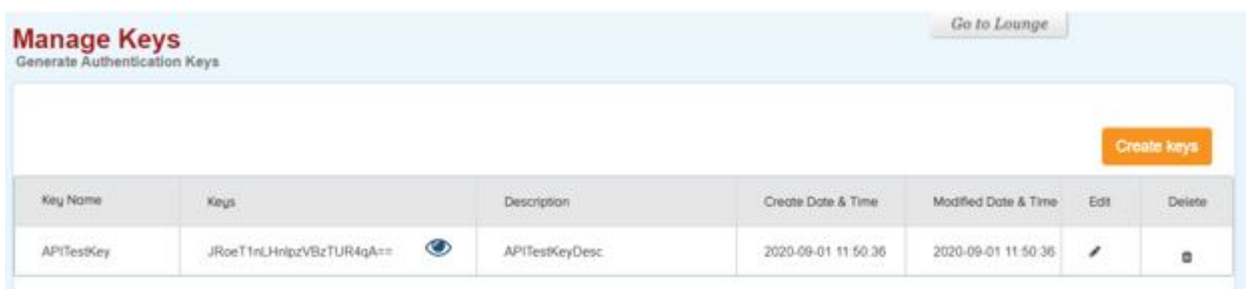 Go to Lounge
Manage Keys
Generate Authentication Keys
Create keys
Key Name Keys Description Create Date & Time Modified Date & Time Edit Delete
APITestKey JRoeT1nLHnlpzVBzTUR4qA== APITestKeyDesc 2020-09-01 11:50:36 2020-09-01 11:50:36